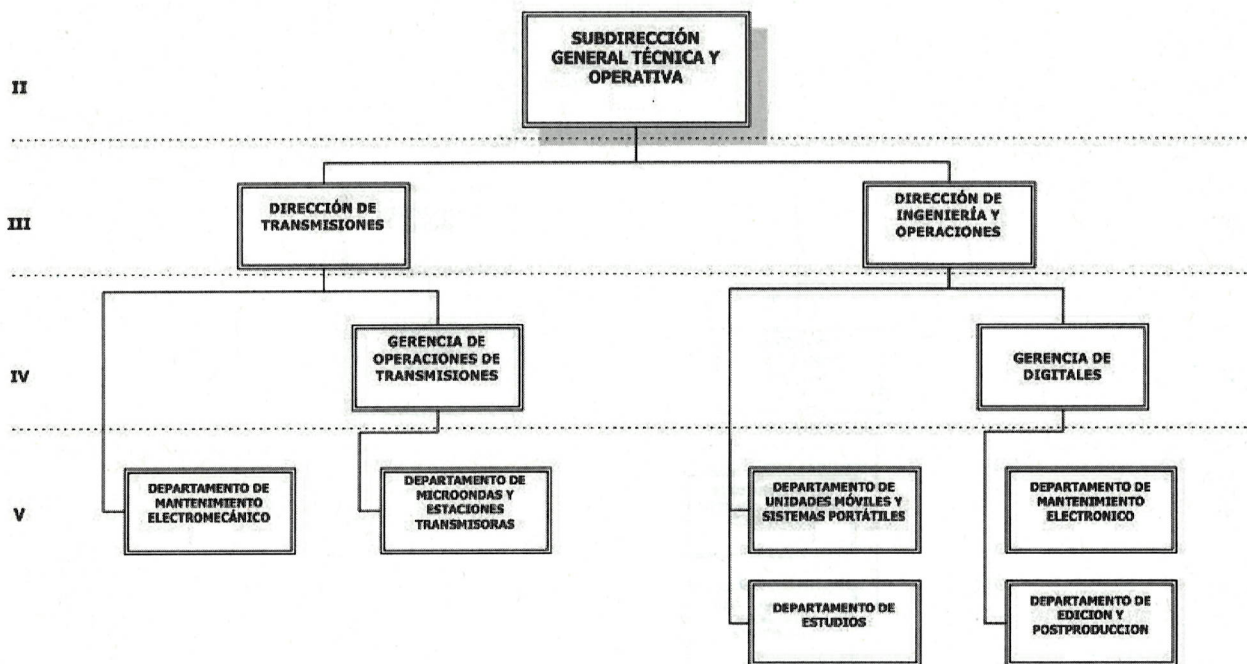 SUBDIRECCIÓN
GENERAL TÉCNICA Y
OPERATIVA
II
DIRECCIÓN DE
TRANSMISIONES
DIRECCIÓN DE
INGENIERÍA Y
OPERACIONES
III
GERENCIA DE
OPERACIONES DE
TRANSMISIONES
GERENCIA DE
DIGITALES
IV
DEPARTAMENTO DE
MANTENIMIENTO
ELECTROMECÁNICO
DEPARTAMENTO DE
MICROONDAS Y
ESTACIONES
TRANSMISORAS
DEPARTAMENTO DE
UNIDADES MÓVILES Y
SISTEMAS PORTÁTILES
DEPARTAMENTO DE
MANTENIMIENTO
ELECTRONICO
V
DEPARTAMENTO DE
ESTUDIOS
DEPARTAMENTO DE
EDICION Y
POSTPRODUCCION